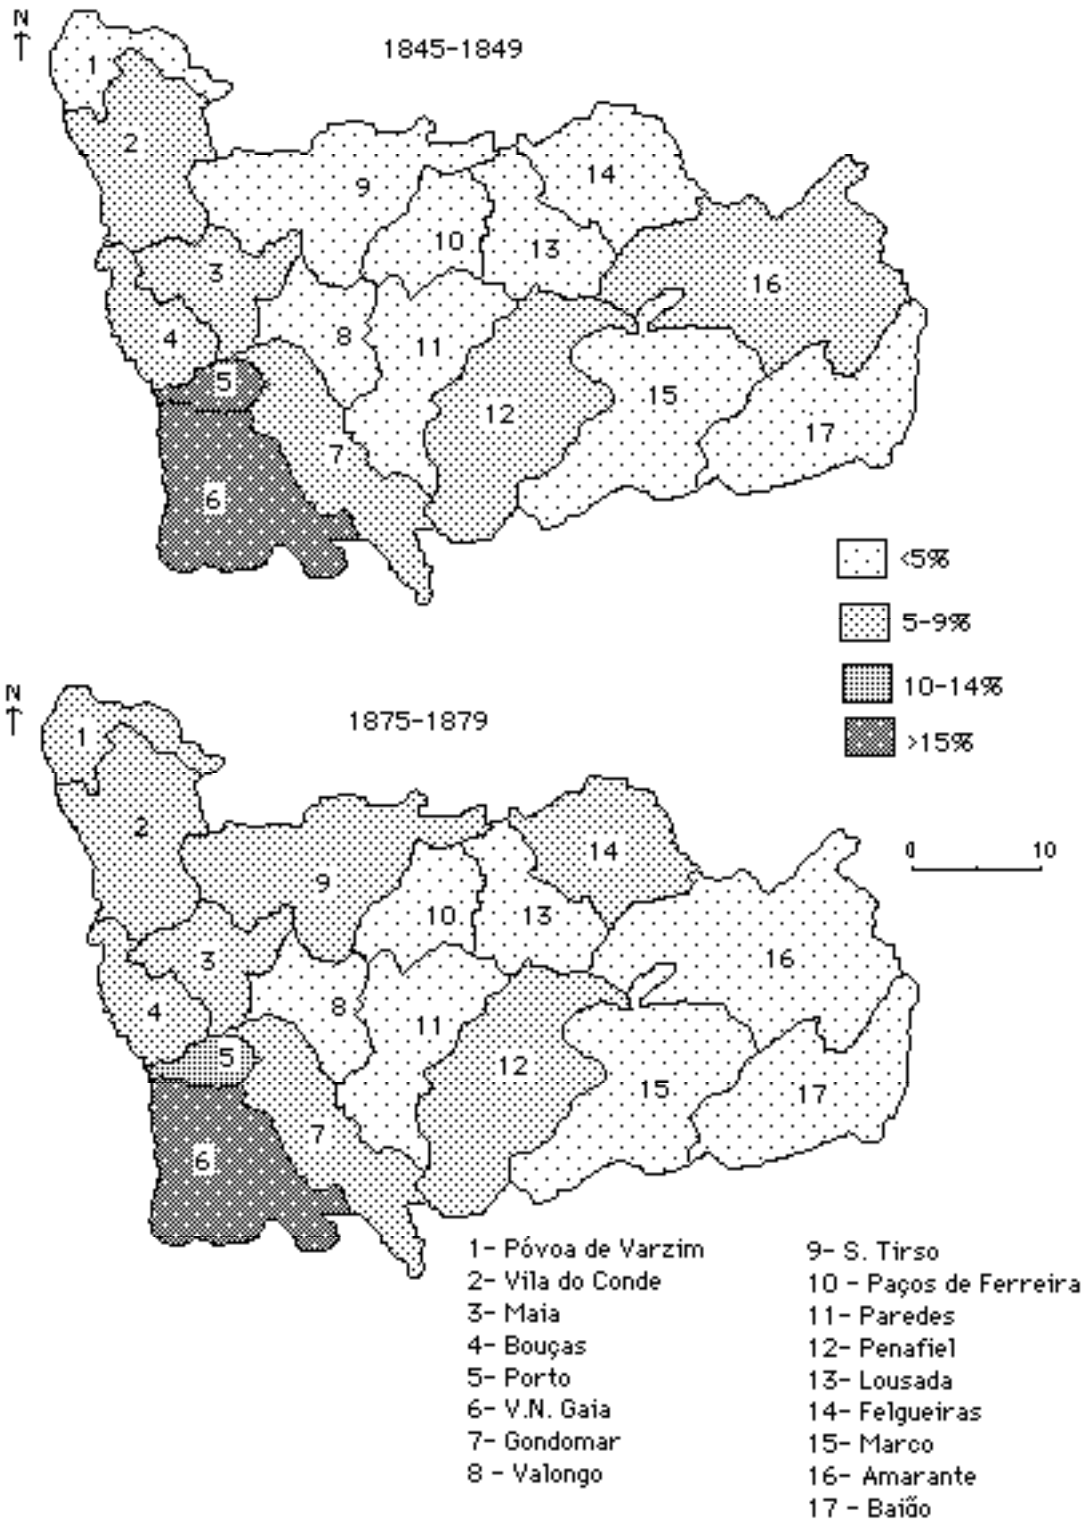 N
1845-1849
1
2
9
14
10
13
3
16
4
8
11
5
15
12
17
7
6
<5%
5-9%
10-14%
>15%
N
1875-1879
1
2
14
0 10
9
10
13
3
16
4
8
11
5
12
15
17
7
6
1- Póvoa de Varzim
2- Vila do Conde
3- Maia
4- Bouças
5- Porto
6- V.N. Gaia
7- Gondomar
8 - Valongo
9- S. Tirso
10 - Paços de Ferreira
11- Paredes
12- Penafiel
13- Lousada
14- Felgueiras
15- Marco
16- Amarante
17 - Baião